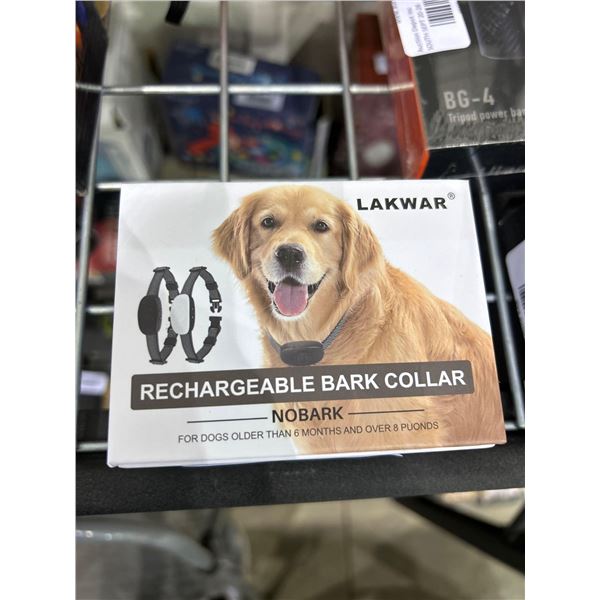 BG-4
Tripod power
LAKWAR®
RECHARGEABLE BARK COLLAR
NOBARK
FOR DOGS OLDER THAN 6 MONTHS AND OVER 8 PUONDS